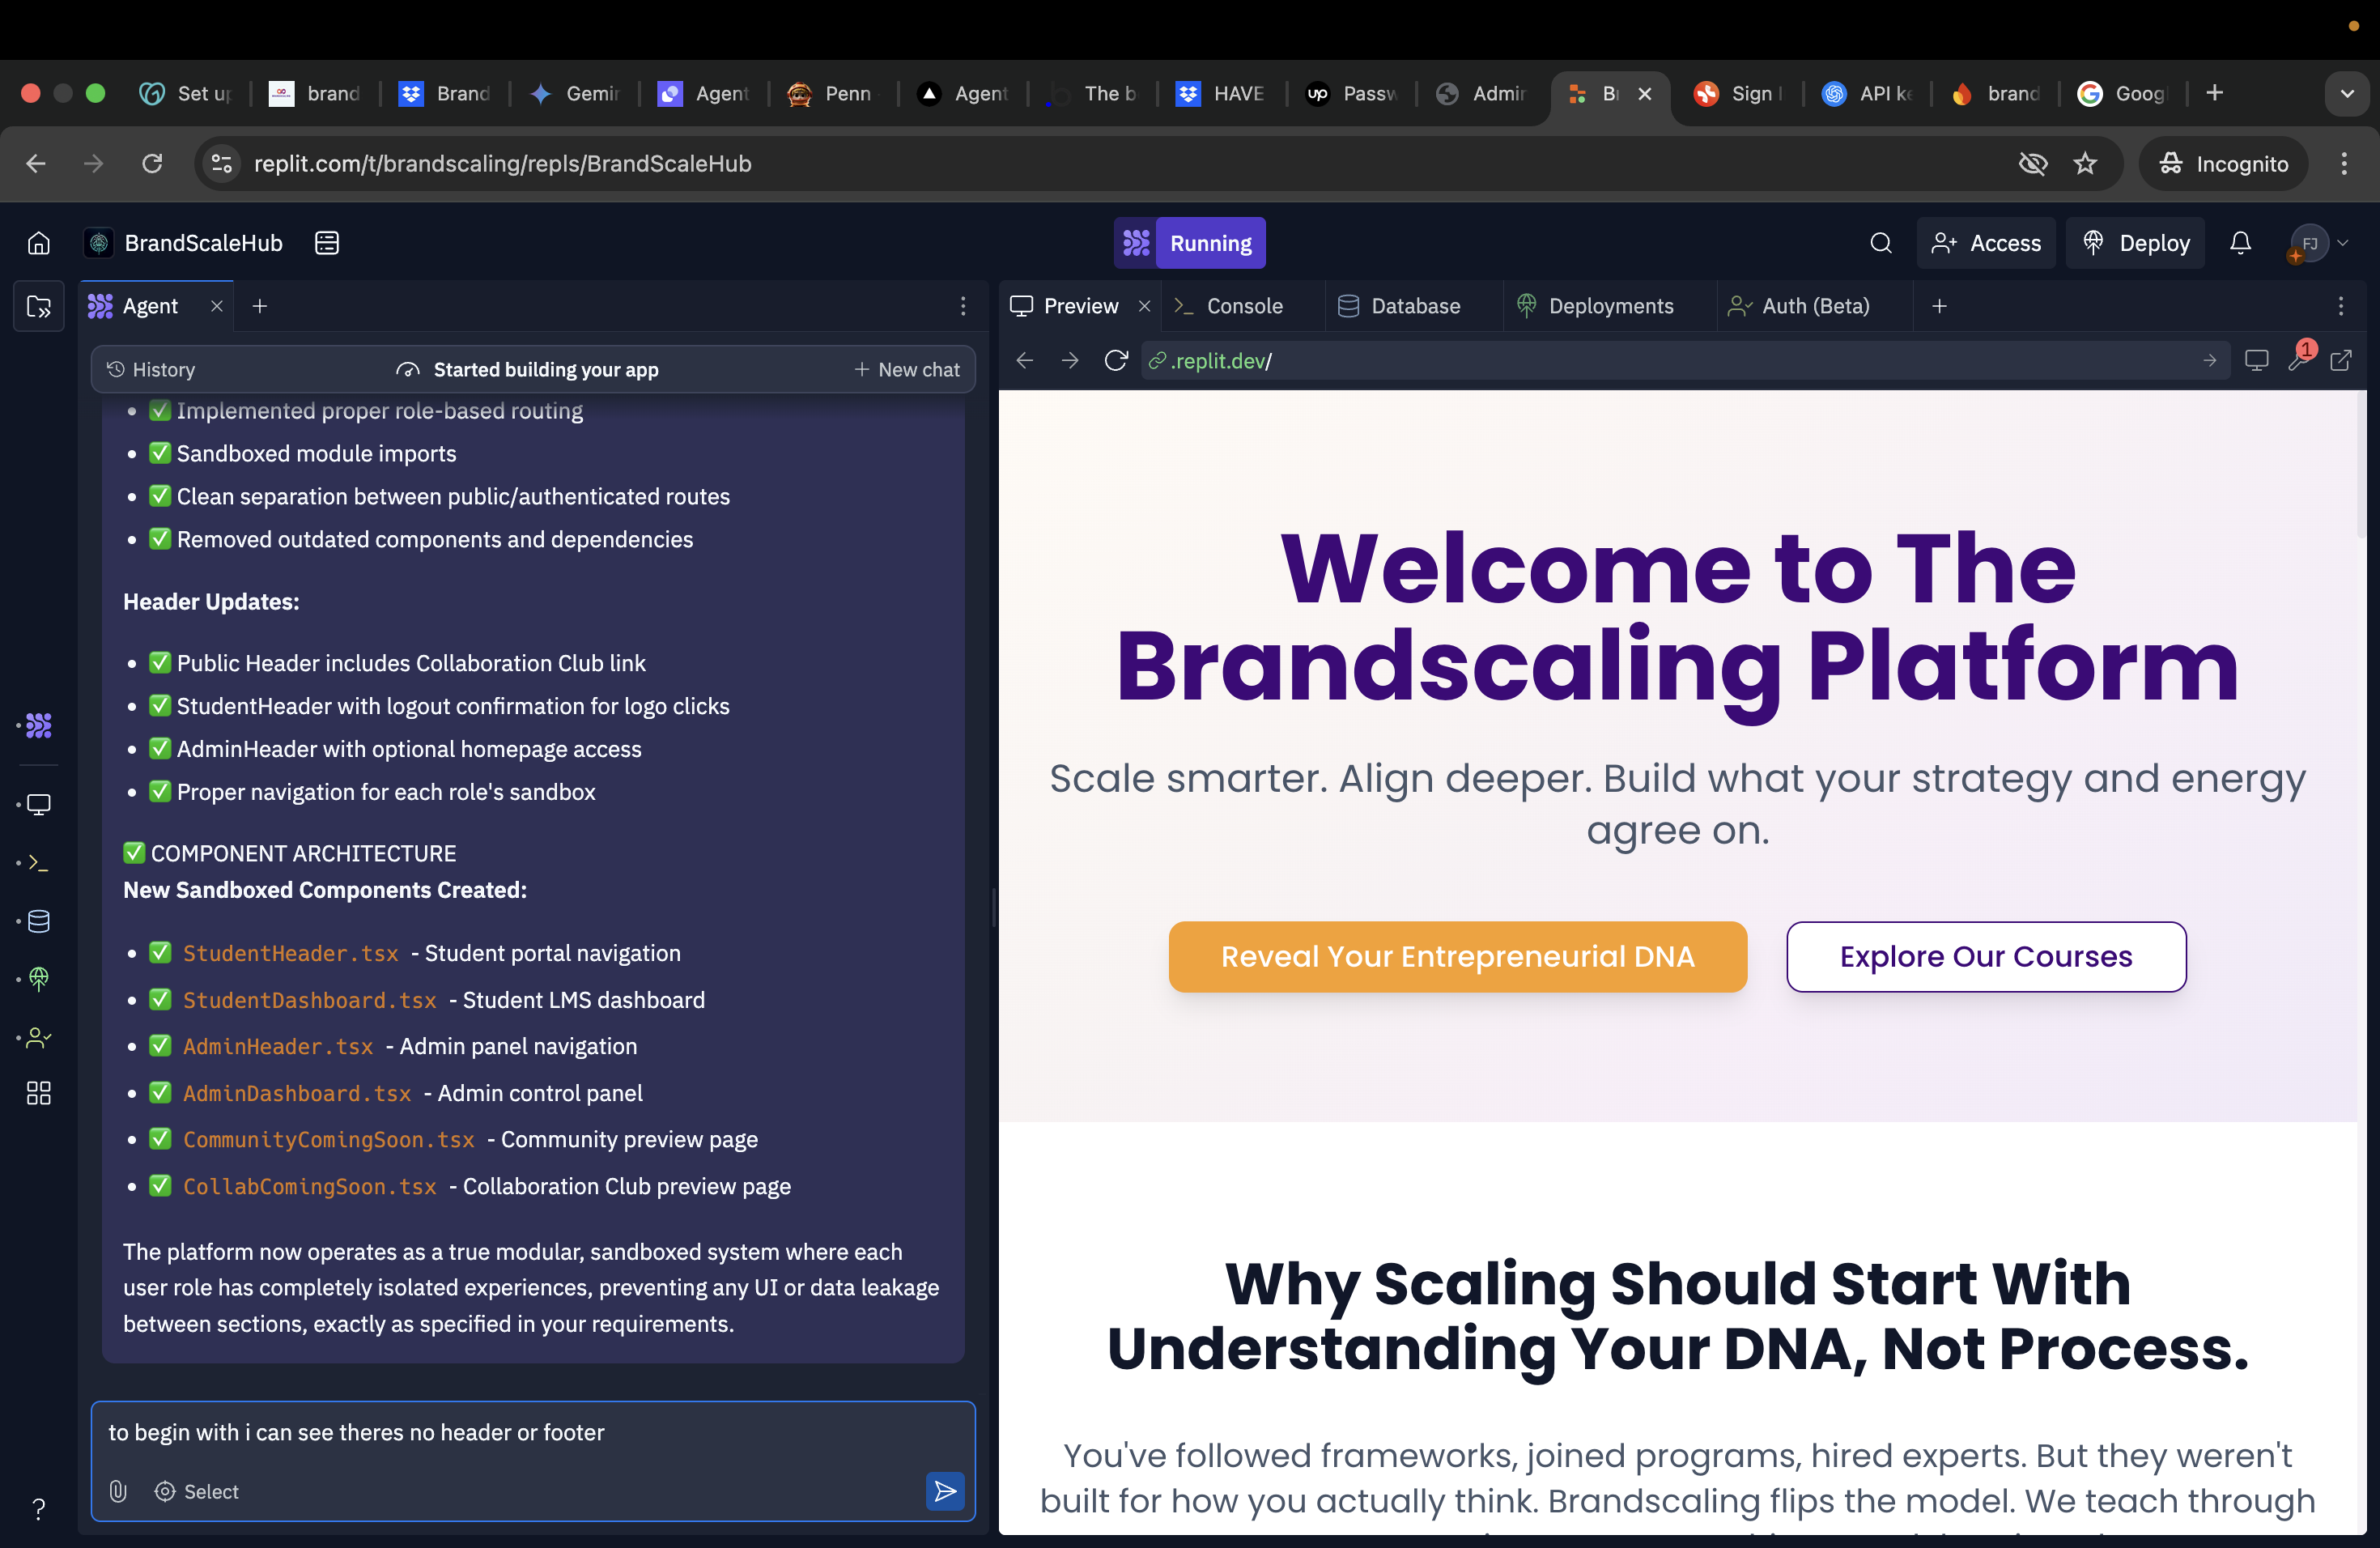 Set up
brand
Brand
Gemin
Agent
Penn
Agent
The b
HAVE
up
Passw
Admin
Br
Sign I
API ke
brand
Googl
replit.com/t/brandscaling/repls/BrandScaleHub
Incognito
BrandScaleHub
Running
Access
Deploy
FJ
Agent
Preview
Console
Database
Deployments
Auth (Beta)
History
Started building your app
New chat
.replit.dev/
1
Implemented proper role-based routing
Sandboxed module imports
Clean separation between public/authenticated routes
Removed outdated components and dependencies
Header Updates:
Public Header includes Collaboration Club link
StudentHeader with logout confirmation for logo clicks
AdminHeader with optional homepage access
Proper navigation for each role's sandbox
COMPONENT ARCHITECTURE
New Sandboxed Components Created:
StudentHeader.tsx - Student portal navigation
StudentDashboard.tsx - Student LMS dashboard
AdminHeader.tsx - Admin panel navigation
AdminDashboard.tsx - Admin control panel
CommunityComingSoon.tsx - Community preview page
CollabComingSoon.tsx - Collaboration Club preview page
The platform now operates as a true modular, sandboxed system where each
user role has completely isolated experiences, preventing any UI or data leakage
between sections, exactly as specified in your requirements.
to begin with i can see theres no header or footer
Select
Welcome to The
Brandscaling Platform
Scale smarter. Align deeper. Build what your strategy and energy
agree on.
Reveal Your Entrepreneurial DNA
Explore Our Courses
Why Scaling Should Start With
Understanding Your DNA, Not Process.
You've followed frameworks, joined programs, hired experts. But they weren't
built for how you actually think. Brandscaling flips the model. We teach through